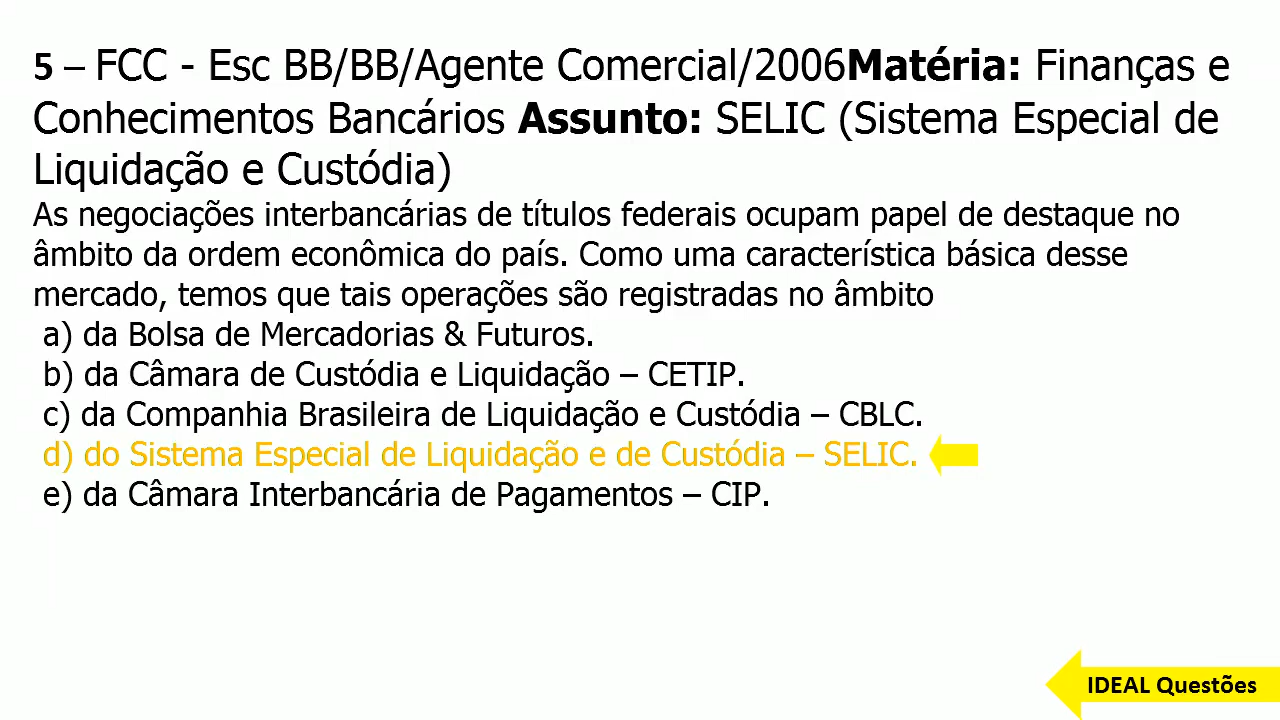 5 – FCC - Esc BB/BB/Agente Comercial/2006Matéria: Finanças e
Conhecimentos Bancários Assunto: SELIC (Sistema Especial de
Liquidação e Custódia)
As negociações interbancárias de títulos federais ocupam papel de destaque no
âmbito da ordem econômica do país. Como uma característica básica desse
mercado, temos que tais operações são registradas no âmbito
a) da Bolsa de Mercadorias & Futuros.
b) da Câmara de Custódia e Liquidação – CETIP.
c) da Companhia Brasileira de Liquidação e Custódia – CBLC.
d) do Sistema Especial de Liquidação e de Custódia – SELIC.
e) da Câmara Interbancária de Pagamentos – CIP.
IDEAL Questões